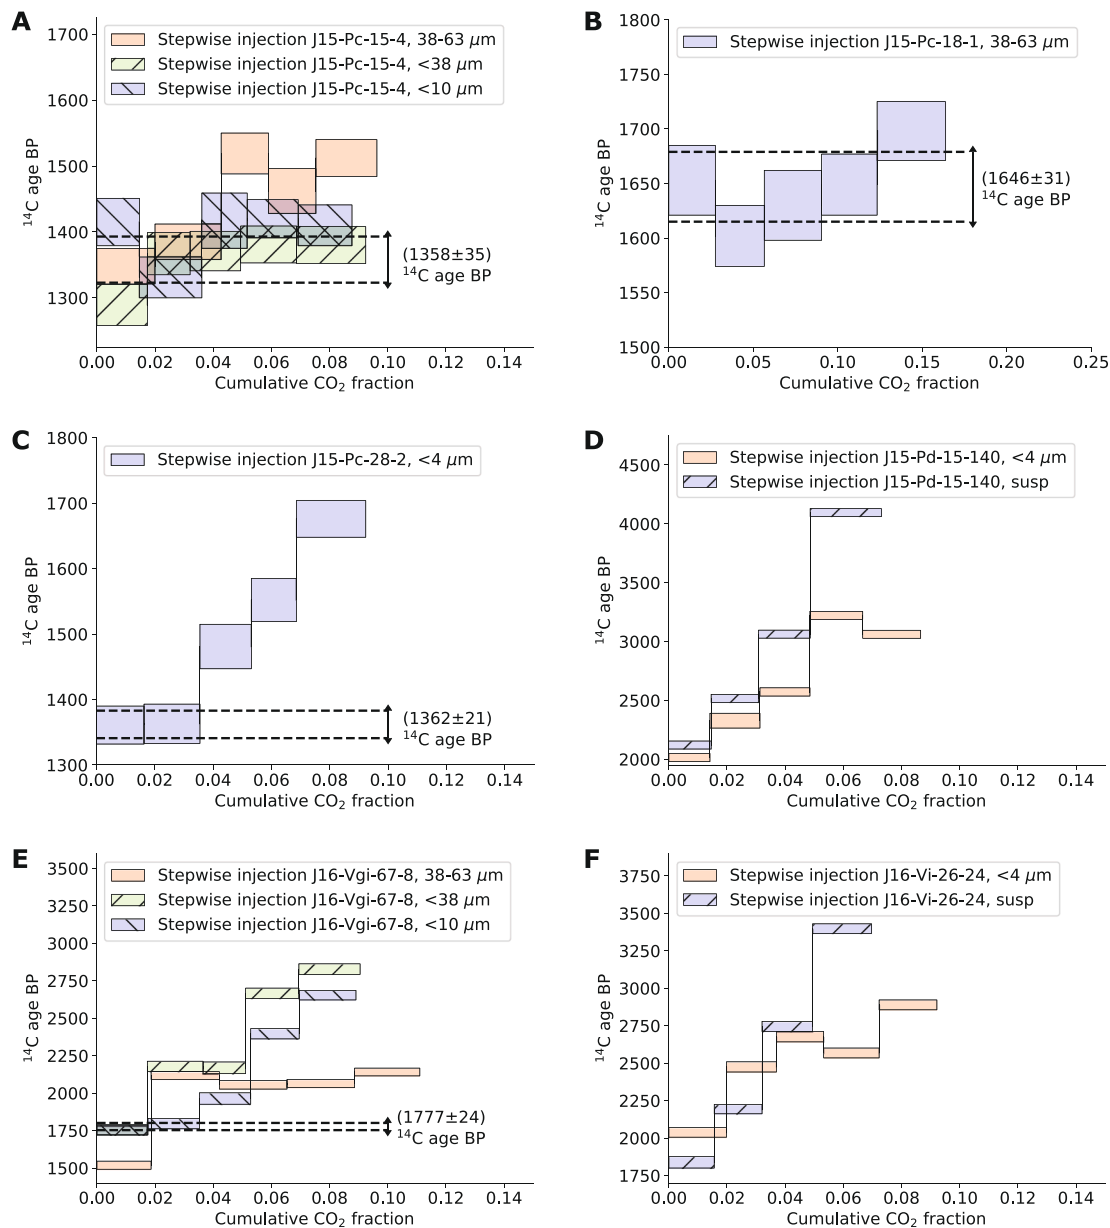 A
1700
1600
1500
1400
1300
¹⁴C age BP
Stepwise injection J15-Pc-15-4, 38-63 μm
Stepwise injection J15-Pc-15-4, <38 μm
Stepwise injection J15-Pc-15-4, <10 μm
(1358±35)
¹⁴C age BP
0.00 0.02 0.04 0.06 0.08 0.10 0.12 0.14
Cumulative CO₂ fraction
B
1800
1750
1700
1650
1600
1550
1500
¹⁴C age BP
Stepwise injection J15-Pc-18-1, 38-63 μm
(1646±31)
¹⁴C age BP
0.00 0.05 0.10 0.15 0.20 0.25
Cumulative CO₂ fraction
C
1800
1700
1600
1500
1400
1300
¹⁴C age BP
Stepwise injection J15-Pc-28-2, <4 μm
(1362±21)
¹⁴C age BP
0.00 0.02 0.04 0.06 0.08 0.10 0.12 0.14
Cumulative CO₂ fraction
D
4500
4000
3500
3000
2500
2000
¹⁴C age BP
Stepwise injection J15-Pd-15-140, <4 μm
Stepwise injection J15-Pd-15-140, susp
0.00 0.02 0.04 0.06 0.08 0.10 0.12 0.14
Cumulative CO₂ fraction
E
3500
3250
3000
2750
2500
2250
2000
1750
1500
¹⁴C age BP
Stepwise injection J16-Vgi-67-8, 38-63 μm
Stepwise injection J16-Vgi-67-8, <38 μm
Stepwise injection J16-Vgi-67-8, <10 μm
(1777±24)
¹⁴C age BP
0.00 0.02 0.04 0.06 0.08 0.10 0.12 0.14
Cumulative CO₂ fraction
F
3750
3500
3250
3000
2750
2500
2250
2000
1750
¹⁴C age BP
Stepwise injection J16-Vi-26-24, <4 μm
Stepwise injection J16-Vi-26-24, susp
0.00 0.02 0.04 0.06 0.08 0.10 0.12 0.14
Cumulative CO₂ fraction